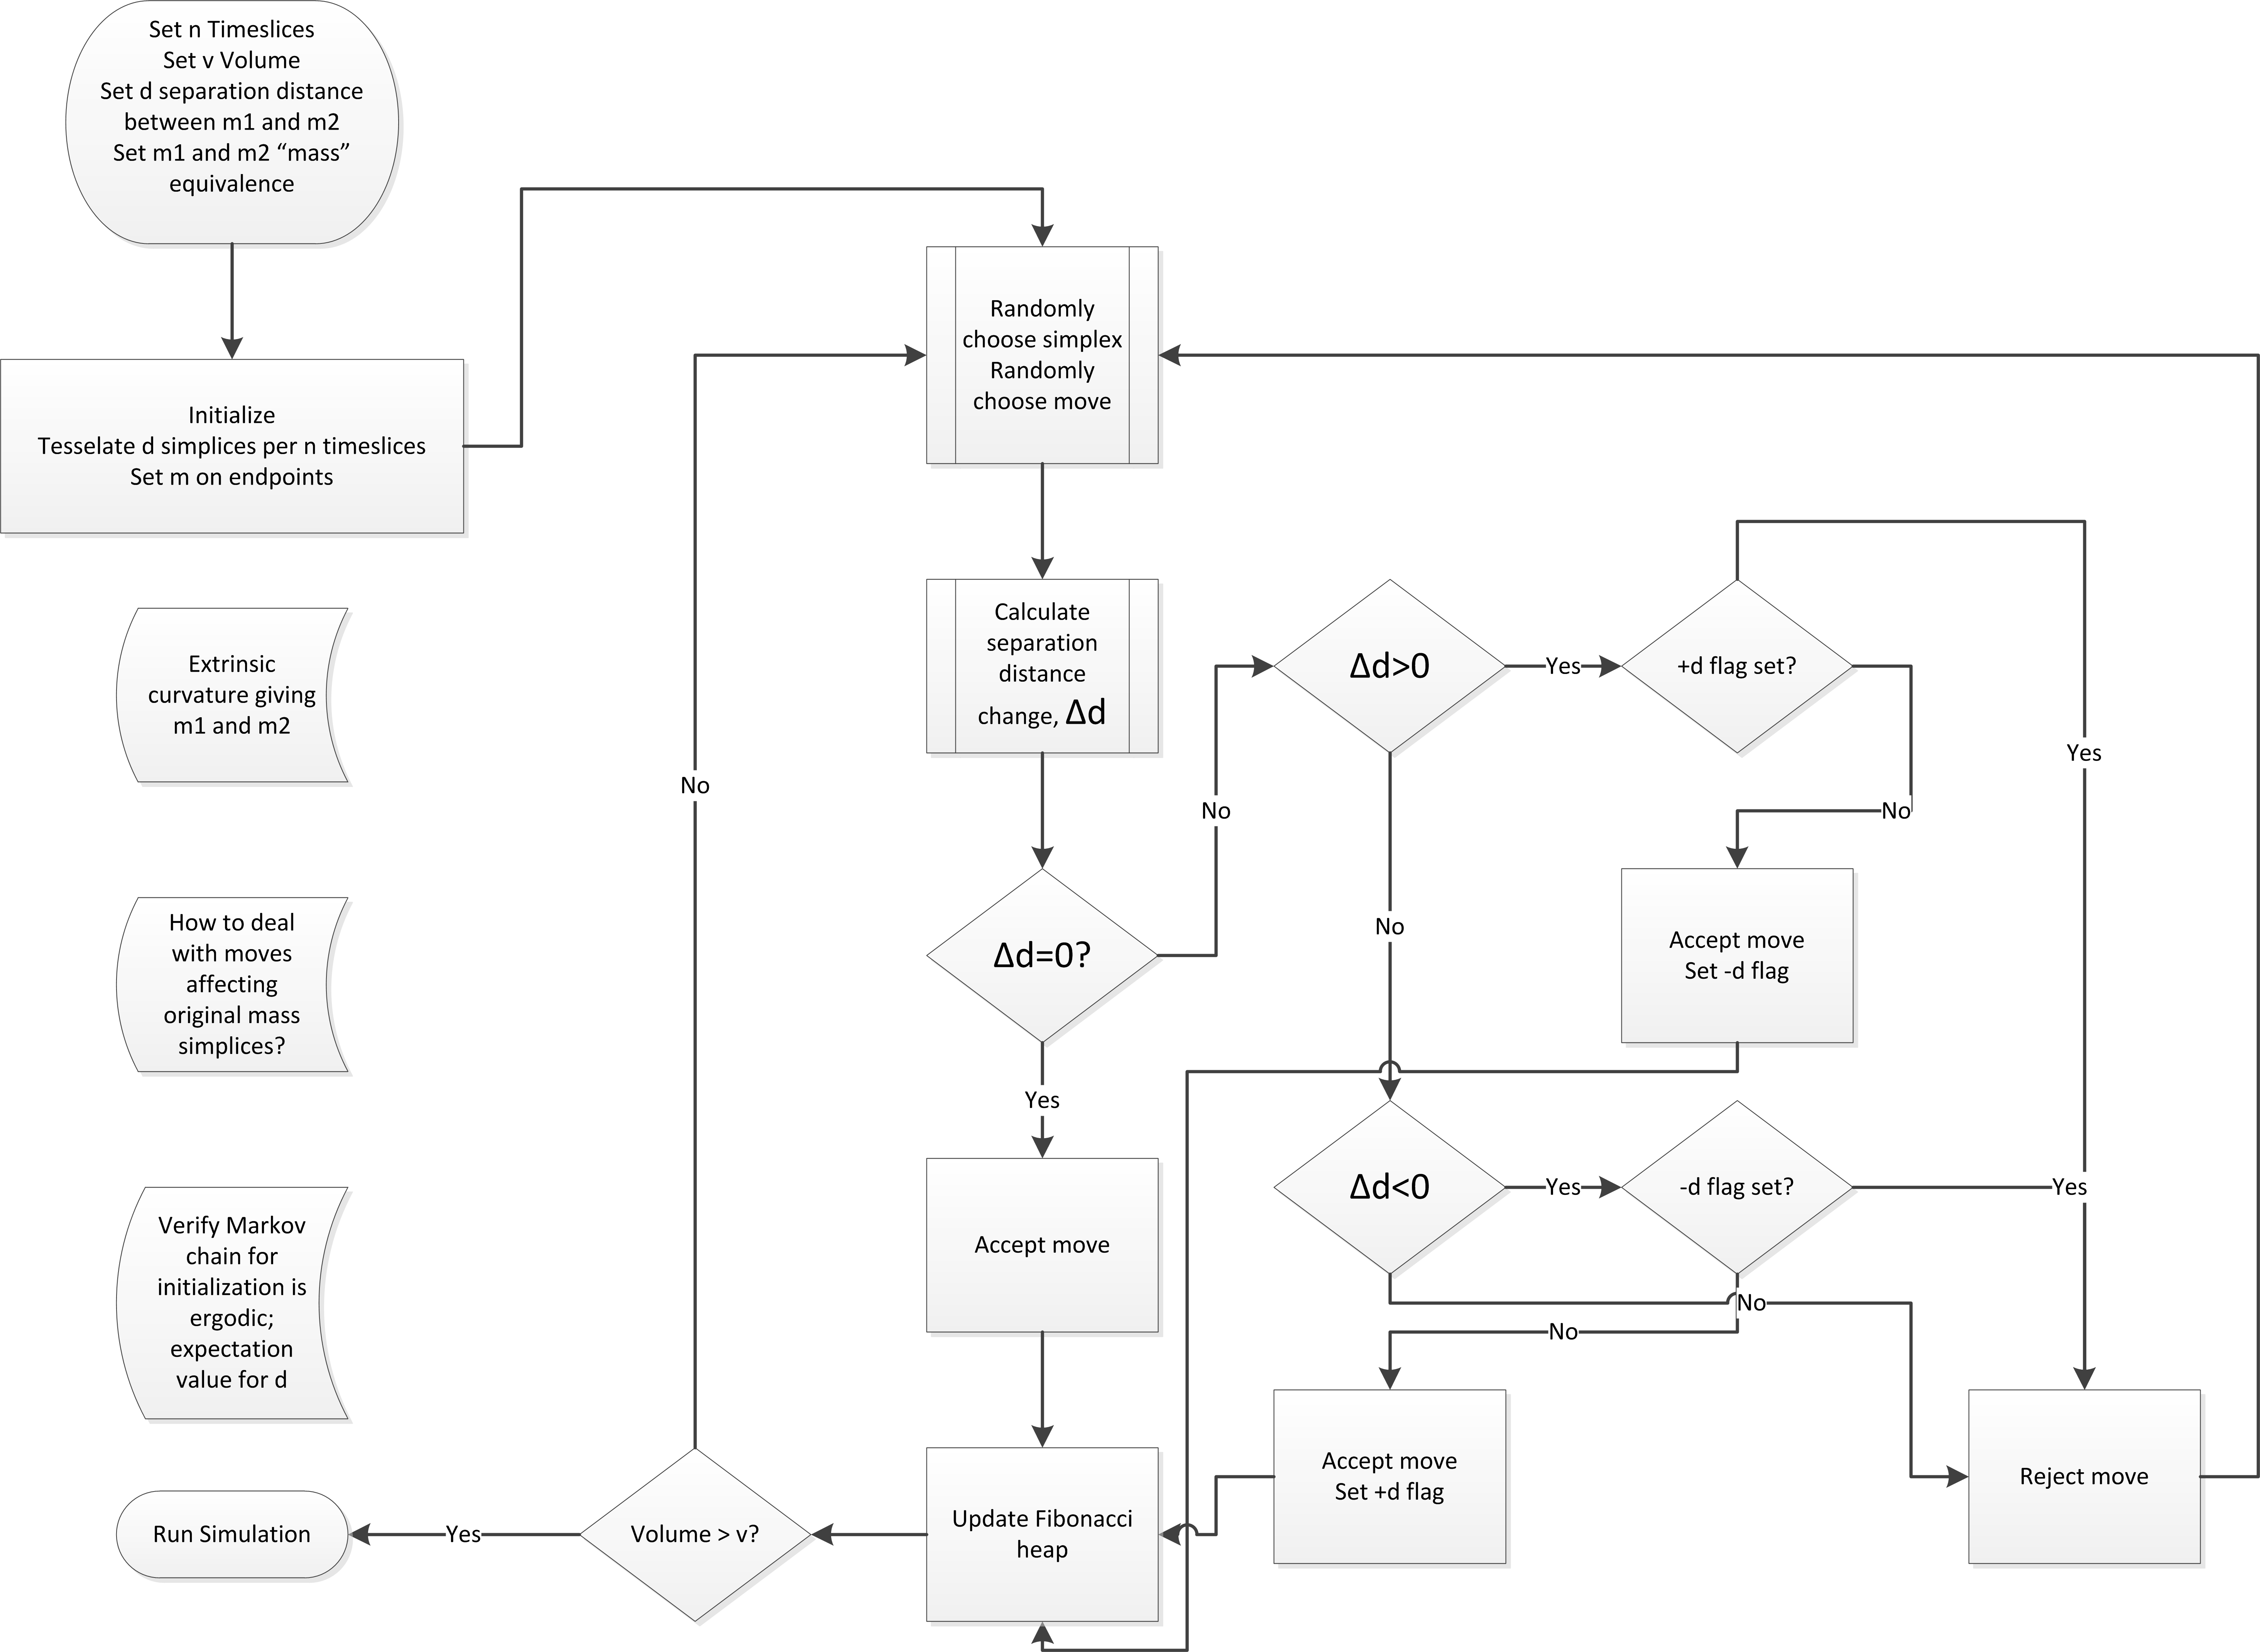 Set n Timeslices
Set v Volume
Set d separation distance
between m1 and m2
Set m1 and m2 “mass”
equivalence
Initialize
Tesselate d simplices per n timeslices
Set m on endpoints
Randomly
choose simplex
Randomly
choose move
Calculate
separation
distance
change, Δd
Δd=0?
No
Yes
Δd>0
Yes
No
+d flag set?
Yes
No
Accept move
Set -d flag
Δd<0
Yes
No
-d flag set?
Yes
No
Accept move
Set +d flag
Reject move
Accept move
Update Fibonacci
heap
Volume > v?
No
Yes
Run Simulation
Extrinsic
curvature giving
m1 and m2
How to deal
with moves
affecting
original mass
simplices?
Verify Markov
chain for
initialization is
ergodic;
expectation
value for d